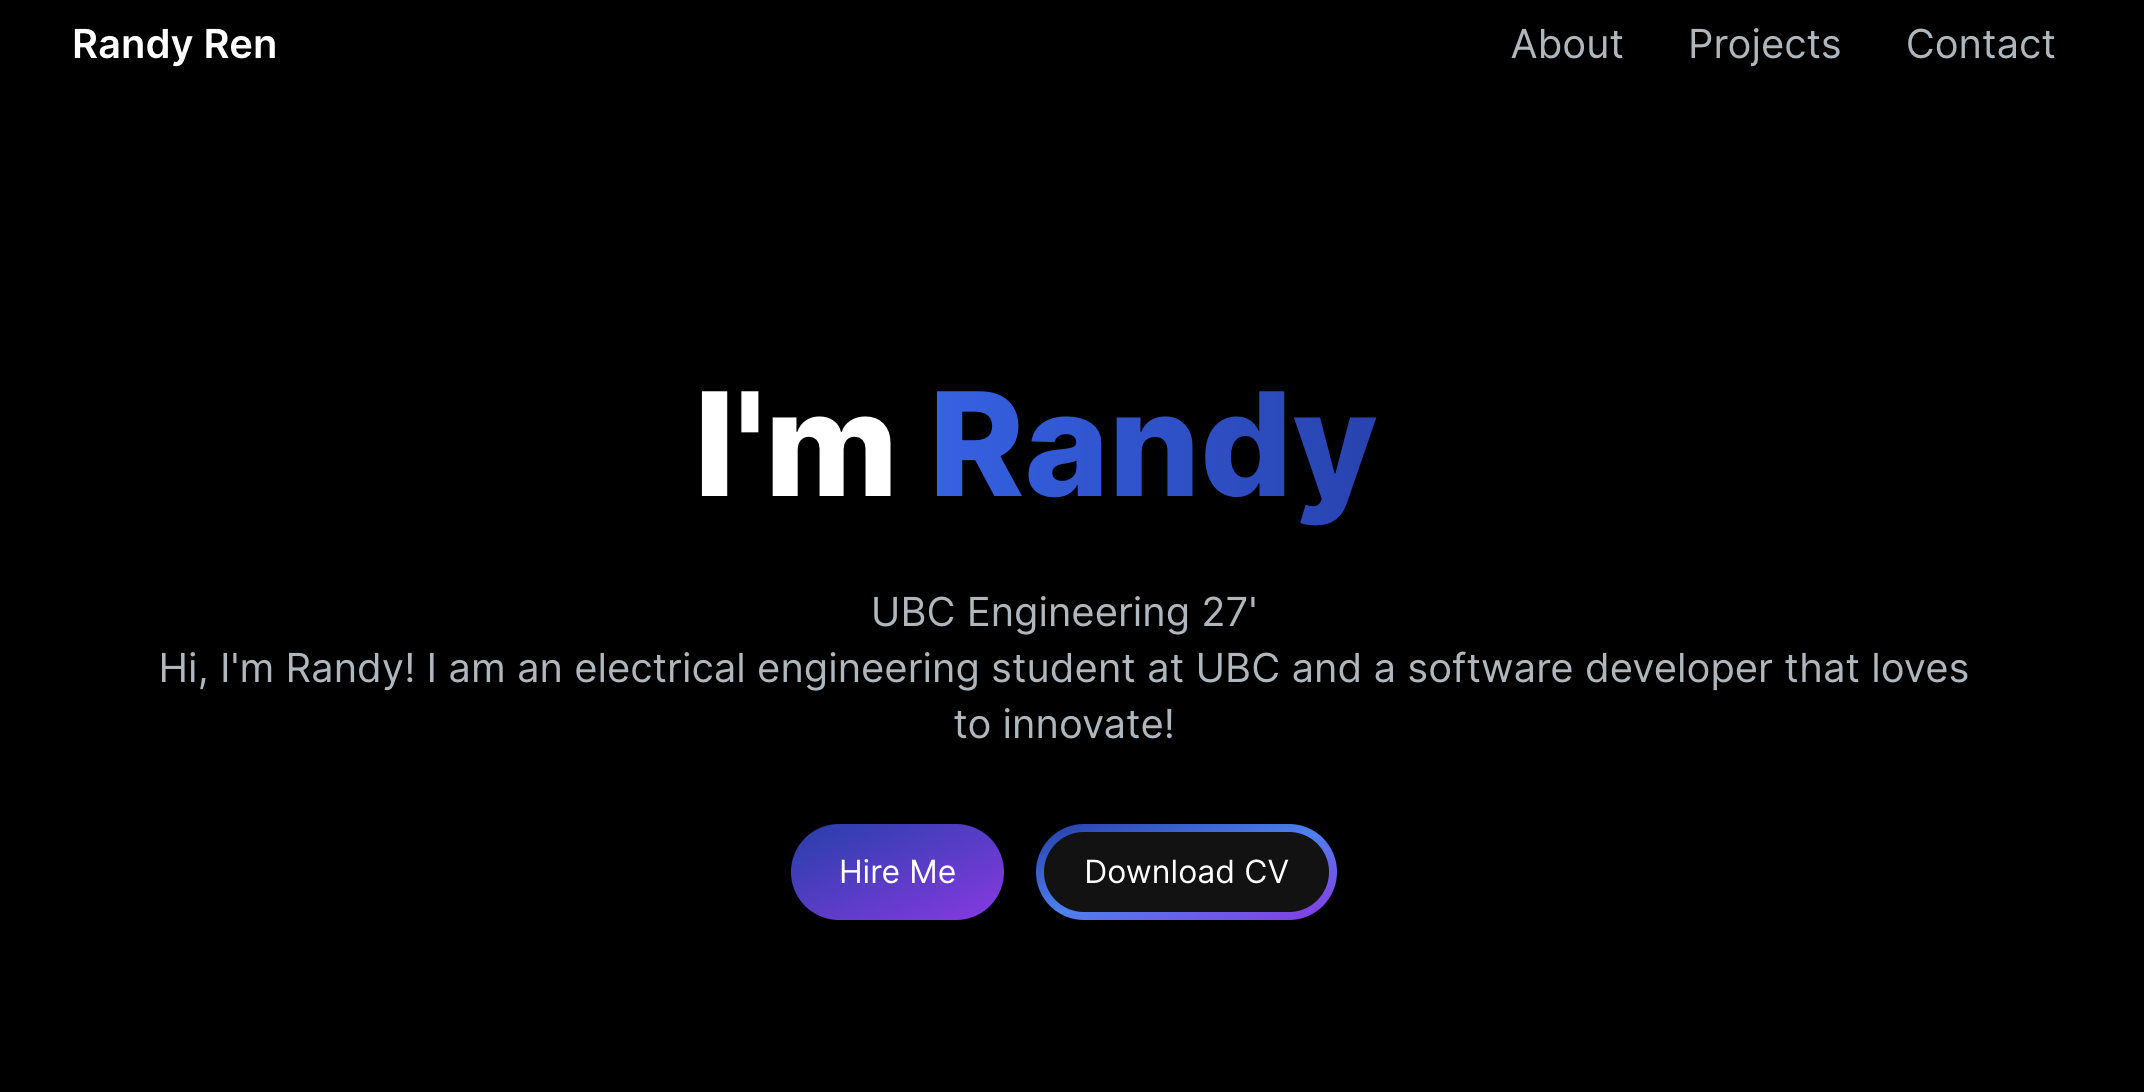 Randy Ren
About Projects Contact
I'm Randy
UBC Engineering 27'
Hi, I'm Randy! I am an electrical engineering student at UBC and a software developer that loves
to innovate!
Hire Me
Download CV